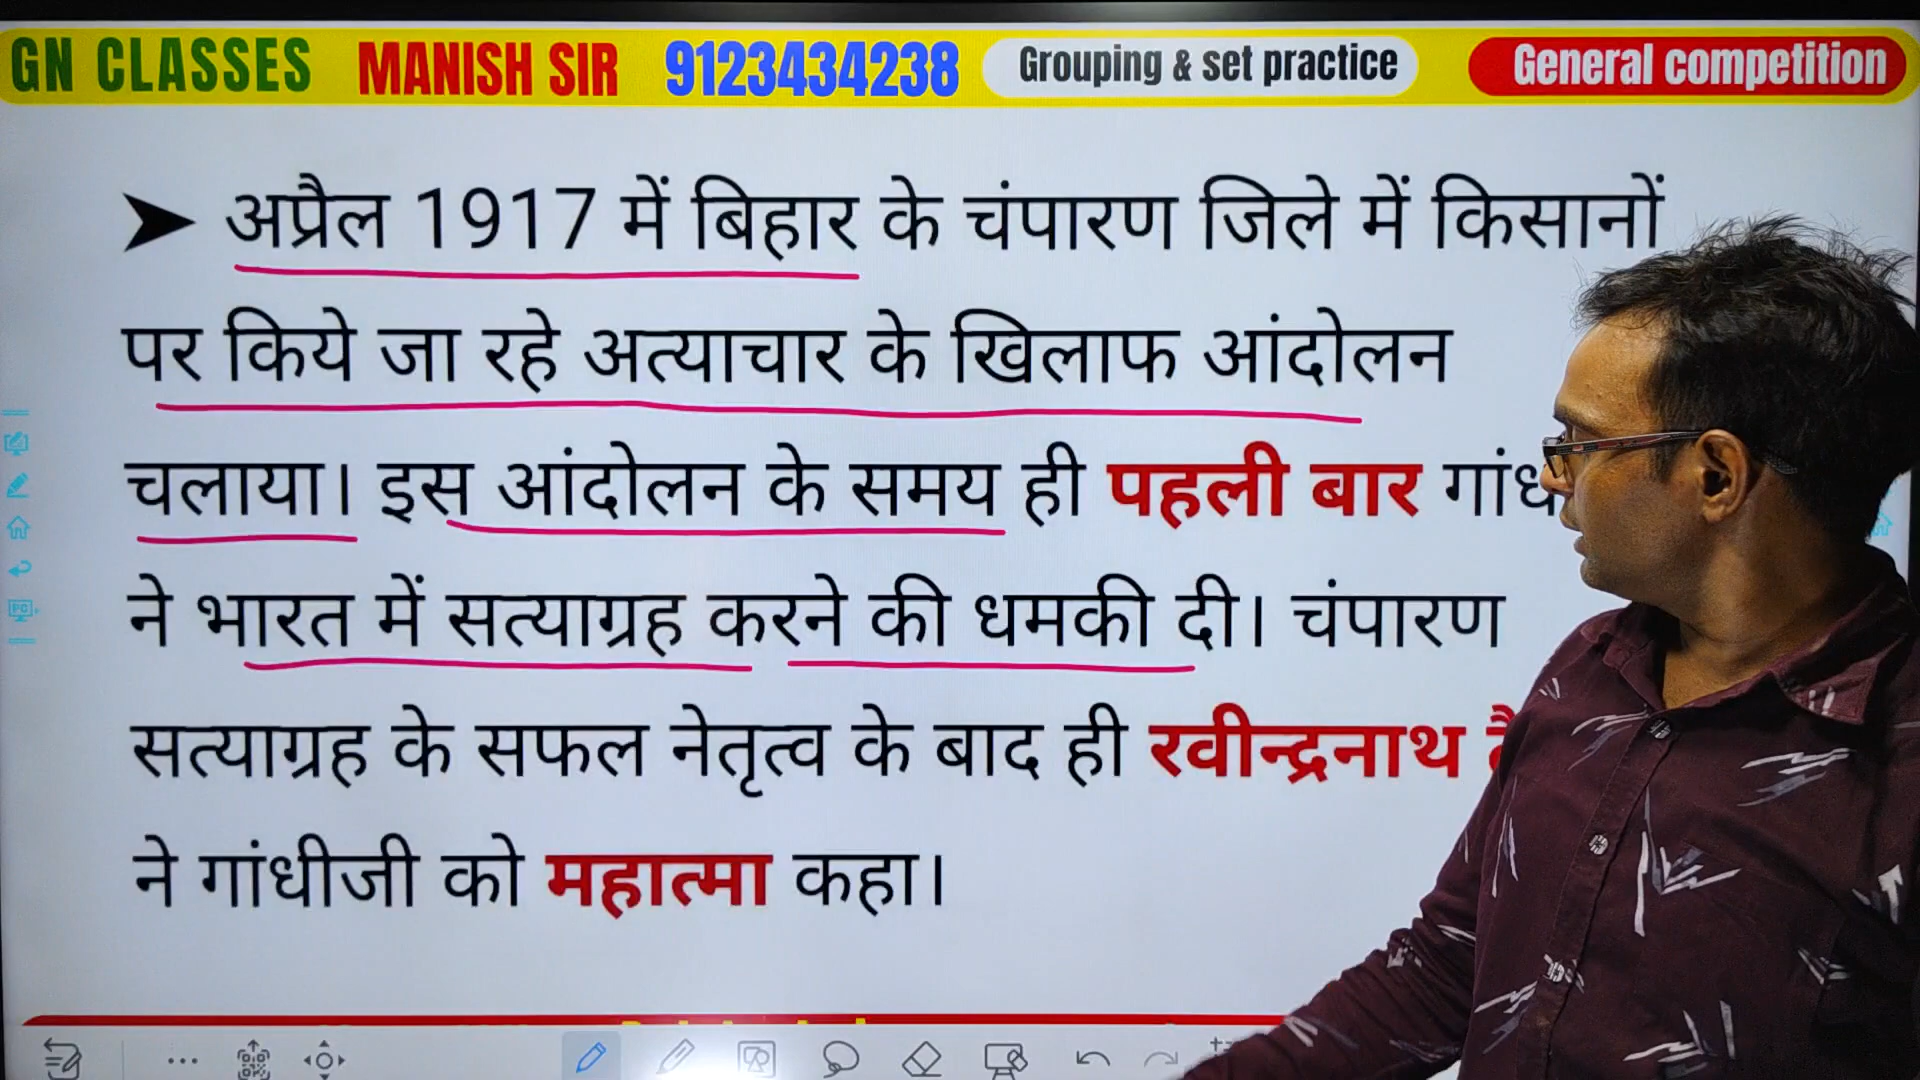 GN CLASSES MANISH SIR 9123434238 Grouping & set practice General competition
➤ अप्रैल 1917 में बिहार के चंपारण जिले में किसानों
पर किये जा रहे अत्याचार के खिलाफ आंदोलन
चलाया। इस आंदोलन के समय ही पहली बार
ने भारत में सत्याग्रह करने की धमकी दी। चंपारण
सत्याग्रह के सफल नेतृत्व के बाद ही रवीन्द्रनाथ
ने गांधीजी को महात्मा कहा।
PC